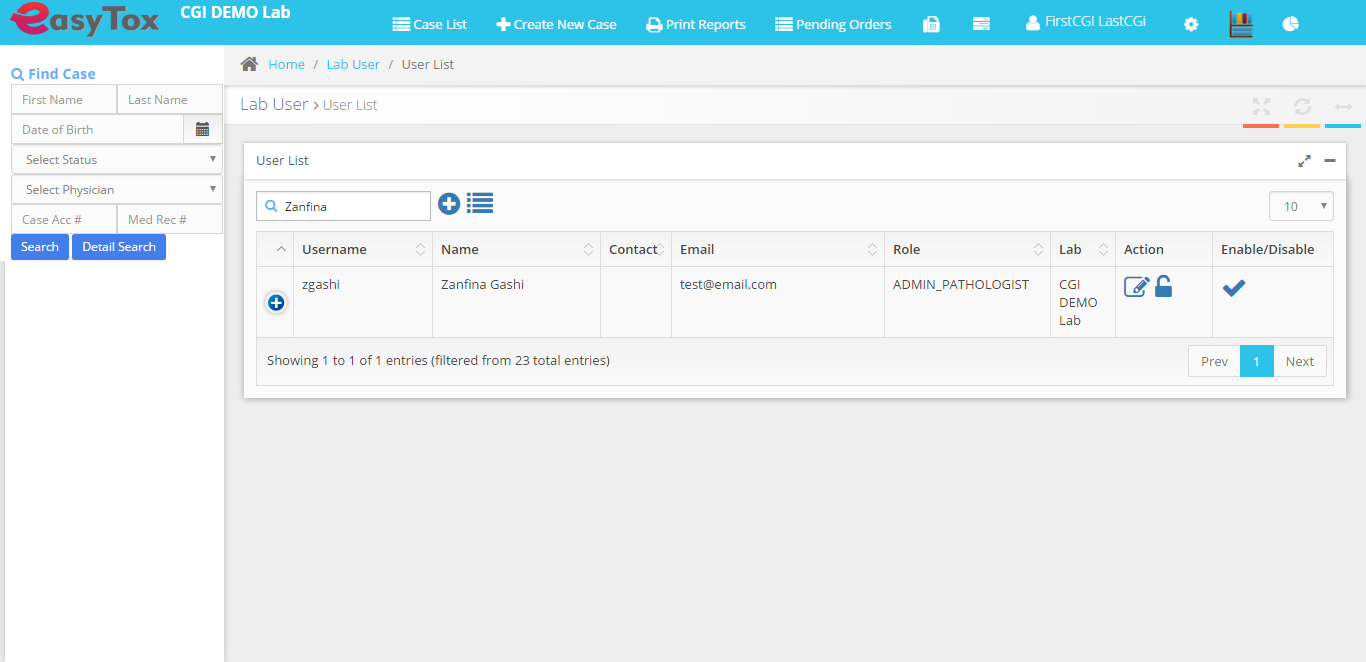 easyTox
CGI DEMO Lab
Case List
Create New Case
Print Reports
Pending Orders
FirstCGI LastCGi
Find Case
First Name
Last Name
Date of Birth
Select Status
Select Physician
Case Acc #
Med Rec #
Search
Detail Search
Home / Lab User / User List
Lab User > User List
User List
Zanfina
10
Username
Name
Contact
Email
Role
Lab
Action
Enable/Disable
zgashi
Zanfina Gashi
test@email.com
ADMIN_PATHOLOGIST
CGI
DEMO
Lab
Showing 1 to 1 of 1 entries (filtered from 23 total entries)
Prev
1
Next